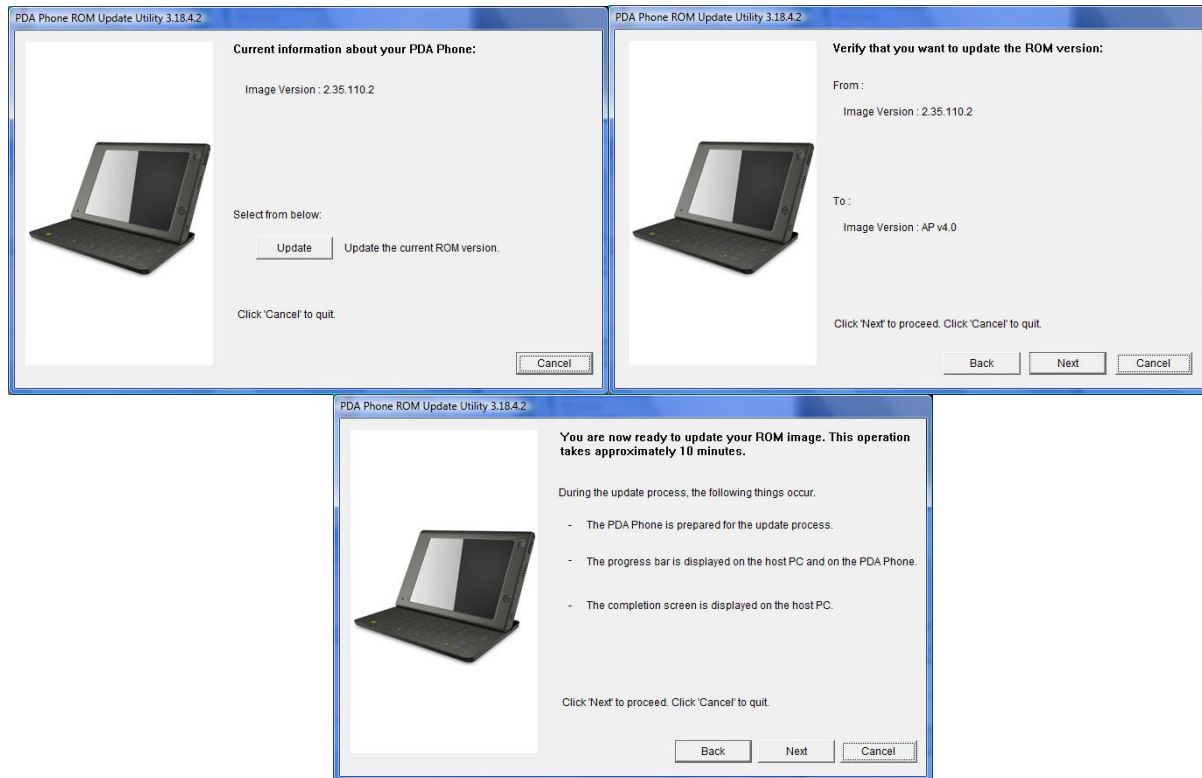 PDA Phone ROM Update Utility 3.18.4.2
Current information about your PDA Phone:
Image Version : 2.35.110.2
Select from below:
Update
Update the current ROM version.
Click 'Cancel' to quit.
Cancel
PDA Phone ROM Update Utility 3.18.4.2
Verify that you want to update the ROM version:
From :
Image Version : 2.35.110.2
To :
Image Version : AP v4.0
Click 'Next' to proceed. Click 'Cancel' to quit.
Back
Next
Cancel
PDA Phone ROM Update Utility 3.18.4.2
You are now ready to update your ROM image. This operation
takes approximately 10 minutes.
During the update process, the following things occur.
- The PDA Phone is prepared for the update process.
- The progress bar is displayed on the host PC and on the PDA Phone.
- The completion screen is displayed on the host PC.
Click 'Next' to proceed. Click 'Cancel' to quit.
Back
Next
Cancel